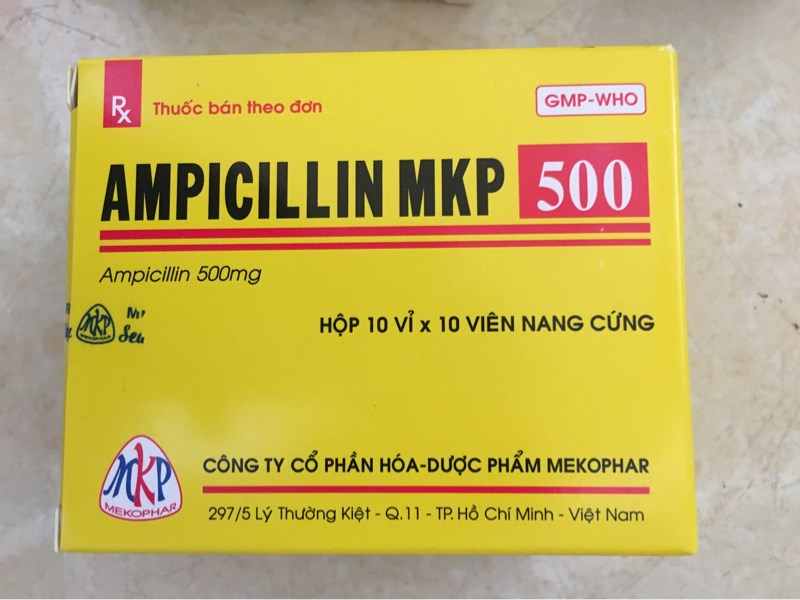 Rx Thuốc bán theo đơn
GMP-WHO
AMPICILLIN MKP 500
Ampicillin 500mg
MKP
MEKOPHAR
HỘP 10 VỈ x 10 VIÊN NANG CỨNG
MKP
MEKOPHAR
CÔNG TY CỔ PHẦN HÓA-DƯỢC PHẨM MEKOPHAR
297/5 Lý Thường Kiệt - Q.11 - TP. Hồ Chí Minh - Việt Nam